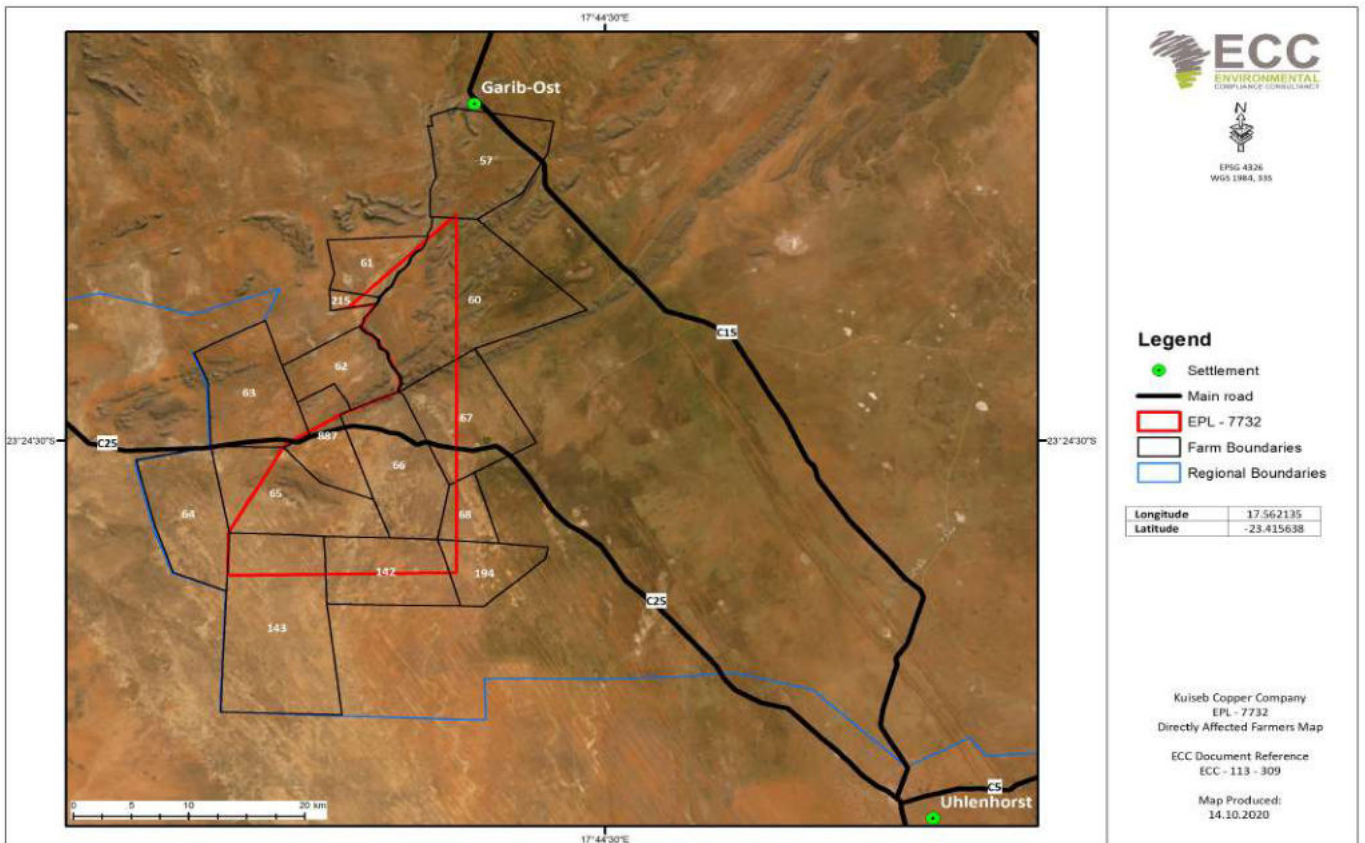 17°44'30"E
Garib-Ost
57
61
215
60
62
63
C15
67
23°24'30"S
C25
887
23°24'30"S
66
65
64
68
142
194
C25
143
0 5 10 20 km
C5
Uhlenhorst
17°44'30"E
ECC
ENVIRONMENTAL
COMPLIANCE CONSULTANCY
N
EPSG 4326
WGS 1984, 33S
Legend
Settlement
Main road
EPL - 7732
Farm Boundaries
Regional Boundaries
Longitude 17.562135
Latitude -23.415638
Kuiseb Copper Company
EPL - 7732
Directly Affected Farmers Map
ECC Document Reference
ECC - 113 - 309
Map Produced:
14.10.2020